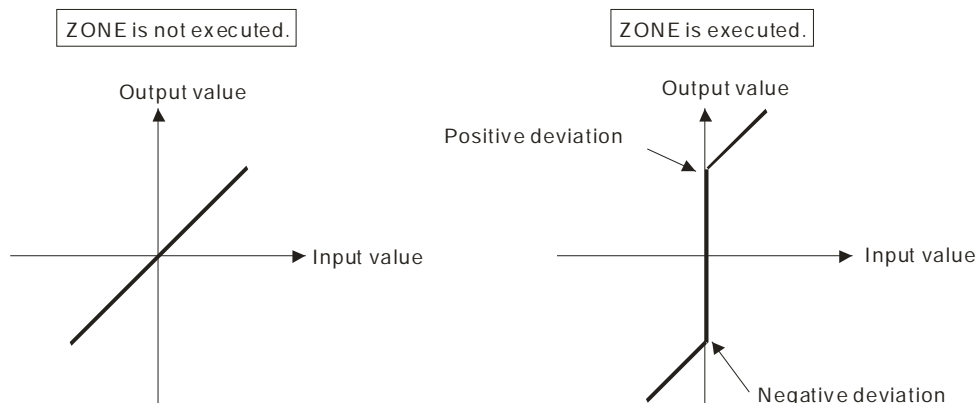 ZONE is not executed.
ZONE is executed.
Output value
Output value
Positive deviation
Input value
Input value
Negative deviation